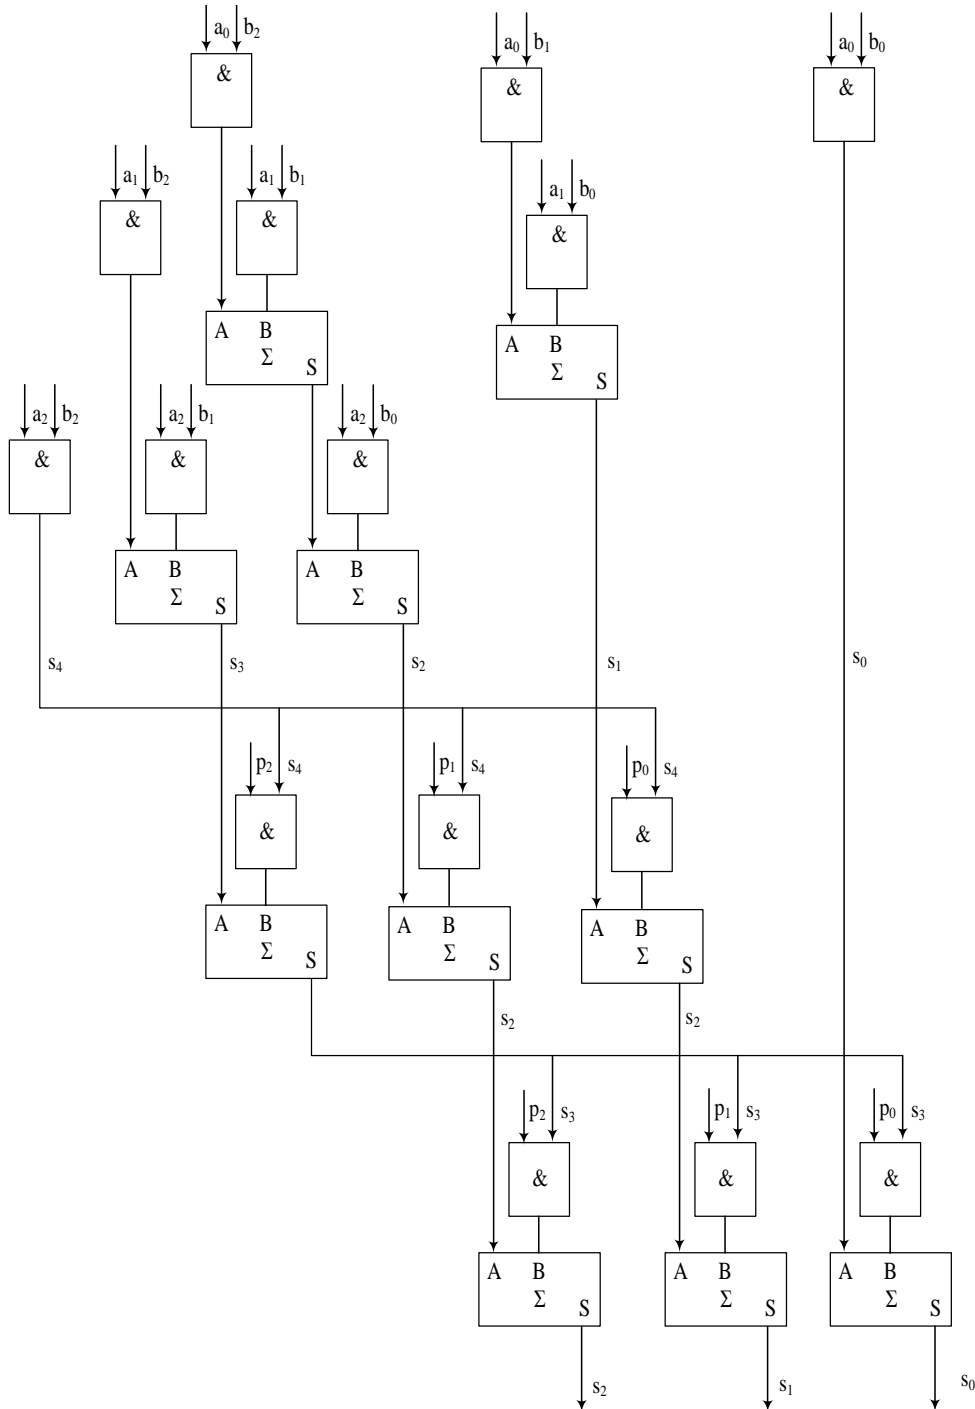 a₀ b₂
a₀ b₁
a₀ b₀
&
&
&
a₁ b₂
a₁ b₁
a₁ b₀
&
&
&
A B
Σ
S
A B
Σ
S
a₂ b₂
a₂ b₁
a₂ b₀
&
&
&
A B
Σ
S
A B
Σ
S
s₄
s₃
s₂
s₁
s₀
p₂ s₄
p₁ s₄
p₀ s₄
&
&
&
A B
Σ
S
A B
Σ
S
A B
Σ
S
s₂
s₂
p₂ s₃
p₁ s₃
p₀ s₃
&
&
&
A B
Σ
S
A B
Σ
S
A B
Σ
S
s₂
s₁
s₀